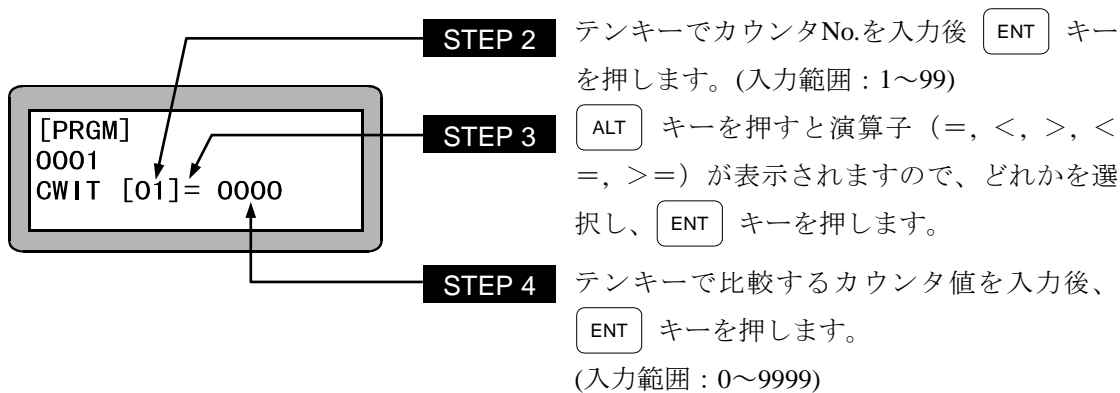 STEP 2
テンキーでカウンタNo.を入力後 ENT キー
を押します。(入力範囲：1～99)
[PRGM]
0001
CWIT [01]= 0000
STEP 3
ALT キーを押すと演算子（＝, ＜, ＞, ＜
＝, ＞＝）が表示されますので、どれかを選
択し、 ENT キーを押します。
STEP 4
テンキーで比較するカウンタ値を入力後、
ENT キーを押します。
(入力範囲：0～9999)